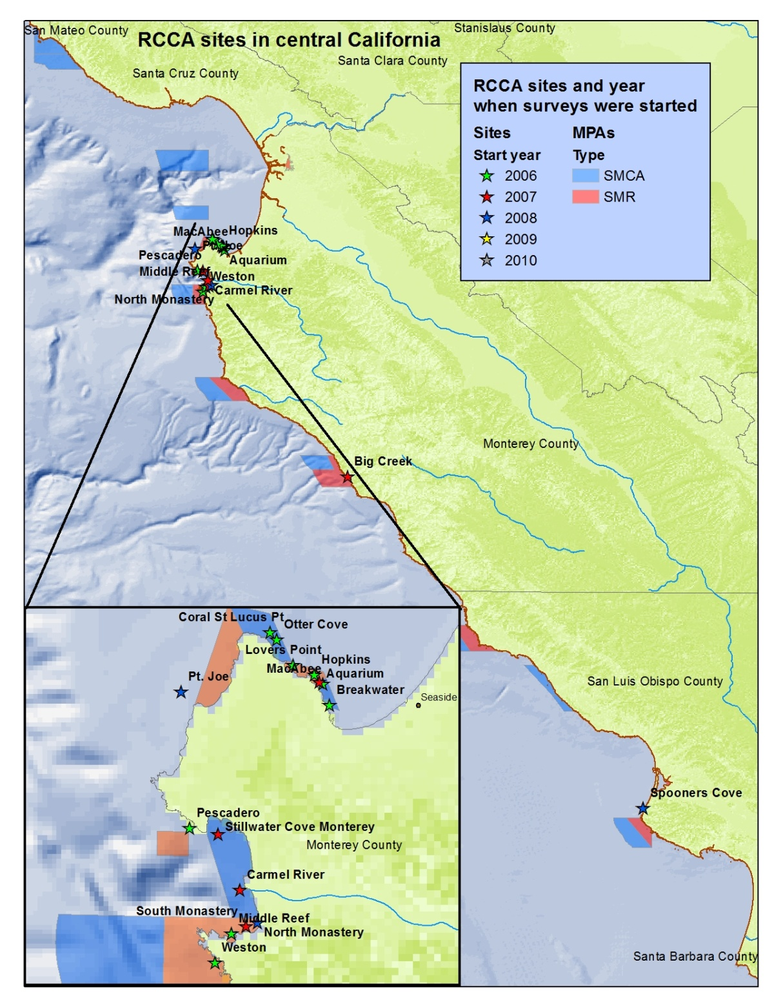 San Mateo County
RCCA sites in central California
Stanislaus County
Santa Clara County
Santa Cruz County
RCCA sites and year
when surveys were started
Sites
MPAs
Start year
Type
2006
SMCA
2007
SMR
2008
2009
2010
MacAbee
Hopkins
Pt. Joe
Pescadero
Aquarium
Middle Reef
Weston
Carmel River
North Monastery
Monterey County
Big Creek
San Luis Obispo County
Spooners Cove
Santa Barbara County
Coral St Lucus Pt
Otter Cove
Lovers Point
Hopkins
MacAbee
Aquarium
Pt. Joe
Breakwater
Seaside
Pescadero
Stillwater Cove Monterey
Monterey County
Carmel River
South Monastery
Middle Reef
North Monastery
Weston